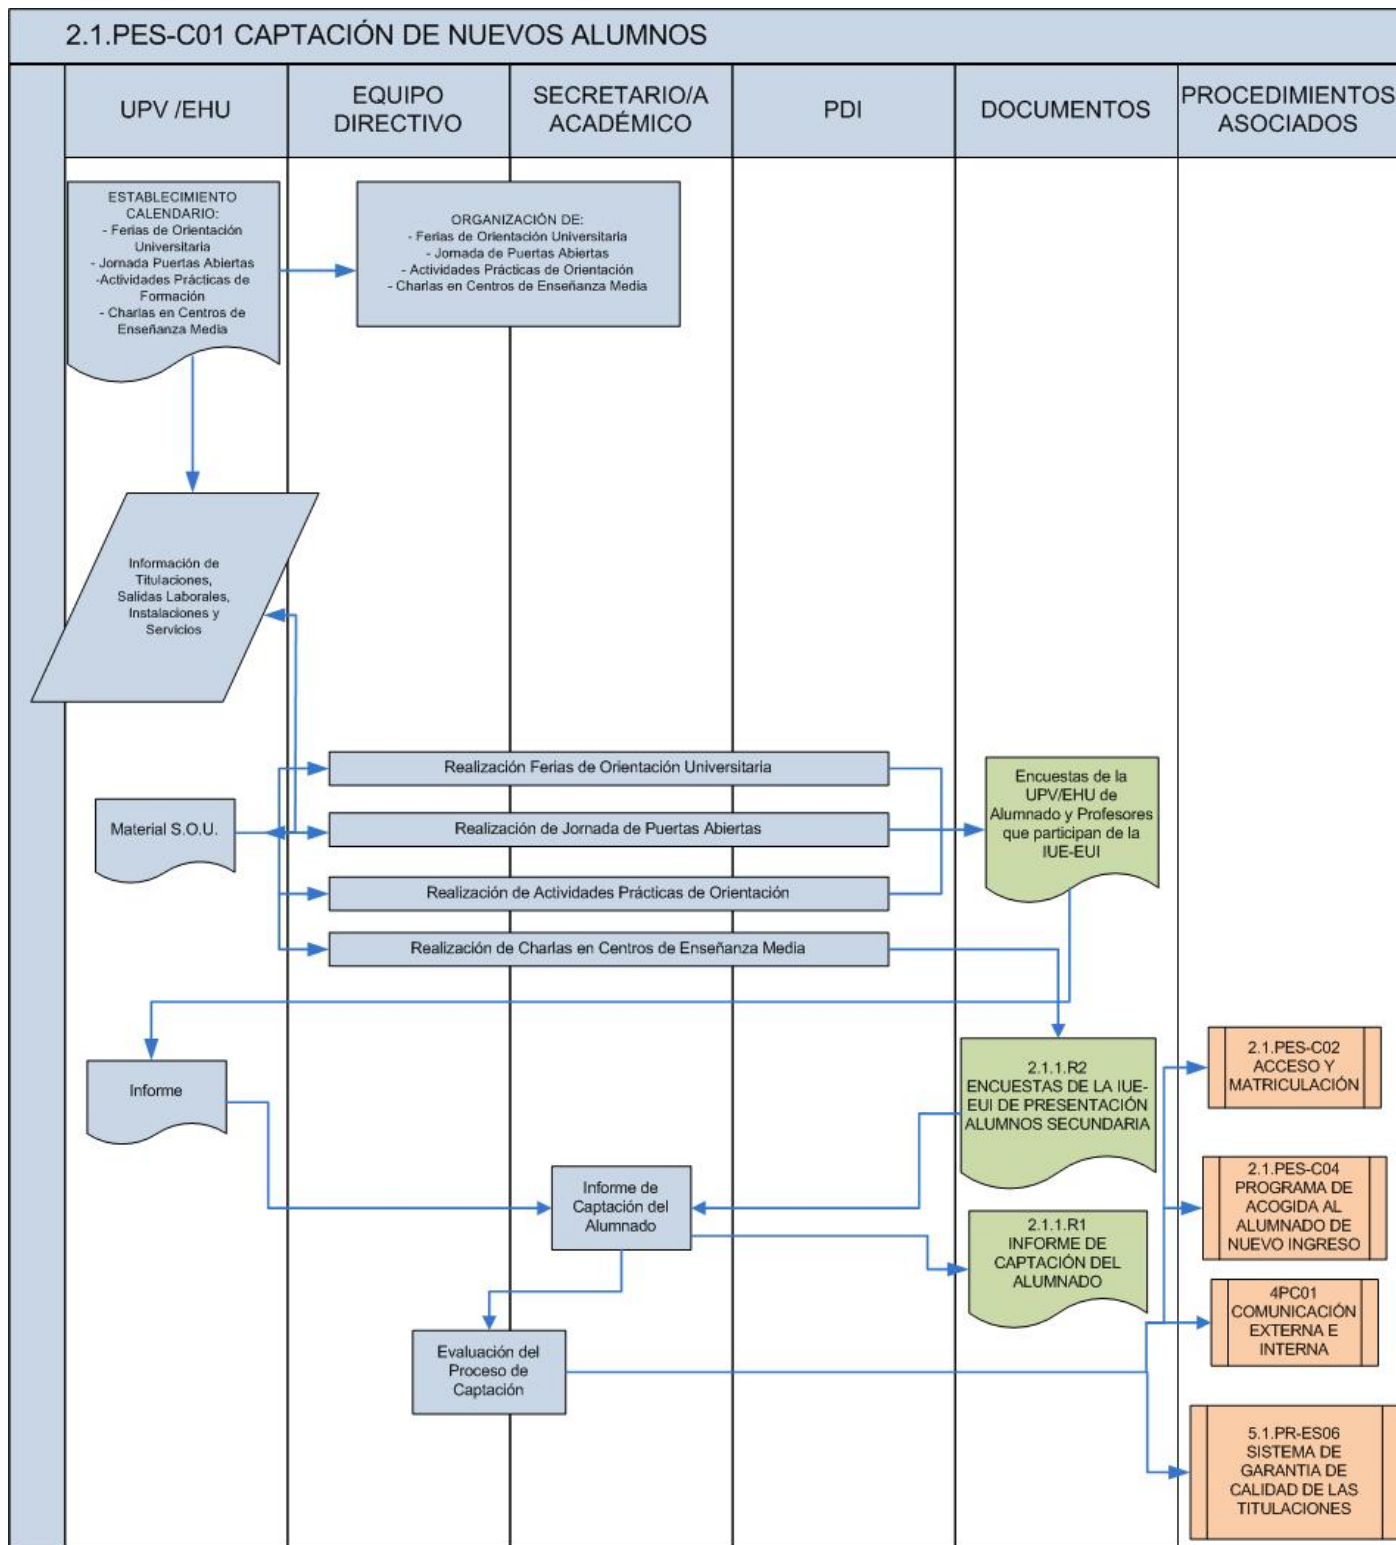 2.1.PES-C01 CAPTACIÓN DE NUEVOS ALUMNOS
UPV /EHU
EQUIPO
DIRECTIVO
SECRETARIO/A
ACADÉMICO
PDI
DOCUMENTOS
PROCEDIMIENTOS
ASOCIADOS
ESTABLECIMIENTO
CALENDARIO:
- Ferias de Orientación
Universitaria
- Jornada Puertas Abiertas
-Actividades Prácticas de
Formación
- Charlas en Centros de
Enseñanza Media
ORGANIZACIÓN DE:
- Ferias de Orientación Universitaria
- Jornada de Puertas Abiertas
- Actividades Prácticas de Orientación
- Charlas en Centros de Enseñanza Media
Información de
Titulaciones,
Salidas Laborales,
Instalaciones y
Servicios
Realización Ferias de Orientación Universitaria
Material S.O.U.
Realización de Jornada de Puertas Abiertas
Realización de Actividades Prácticas de Orientación
Realización de Charlas en Centros de Enseñanza Media
Encuestas de la
UPV/EHU de
Alumnado y Profesores
que participan de la
IUE-EUI
Informe
2.1.1.R2
ENCUESTAS DE LA IUE-
EUI DE PRESENTACIÓN
ALUMNOS SECUNDARIA
2.1.PES-C02
ACCESO Y
MATRICULACIÓN
Informe de
Captación del
Alumnado
2.1.1.R1
INFORME DE
CAPTACIÓN DEL
ALUMNADO
2.1.PES-C04
PROGRAMA DE
ACOGIDA AL
ALUMNADO DE
NUEVO INGRESO
4PC01
COMUNICACIÓN
EXTERNA E
INTERNA
Evaluación del
Proceso de
Captación
5.1.PR-ES06
SISTEMA DE
GARANTIA DE
CALIDAD DE LAS
TITULACIONES